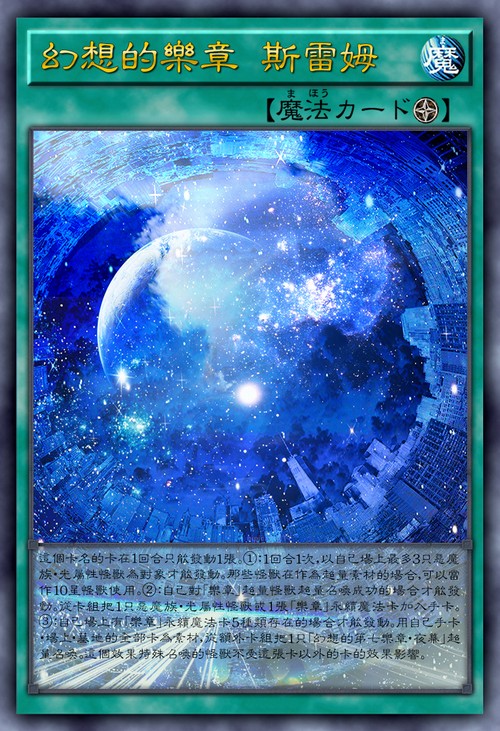 幻想的樂章 斯雷姆
魔
ま ほう
【魔法カード】
這個卡名的卡在1回合只能發動1張。①:1回合1次，以自己場上最多3只惡魔
族・光屬性怪獸為對象才能發動。那些怪獸在作為超量素材的場合，可以當
作10星怪獸使用。②:自己對「樂章」超量怪獸超量召喚成功的場合才能發
動。從卡組把1只惡魔族・光屬性怪獸或1張「樂章」永續魔法卡加入手卡。
③:自己場上有「樂章」永續魔法卡5種類存在的場合才能發動。用自己手卡
・場上・墓地的全部卡為素材，從額外卡組把1只「幻想的第七樂章・夜幕」超
量召喚。這個效果特殊召喚的怪獸不受這張卡以外的卡的效果影響。